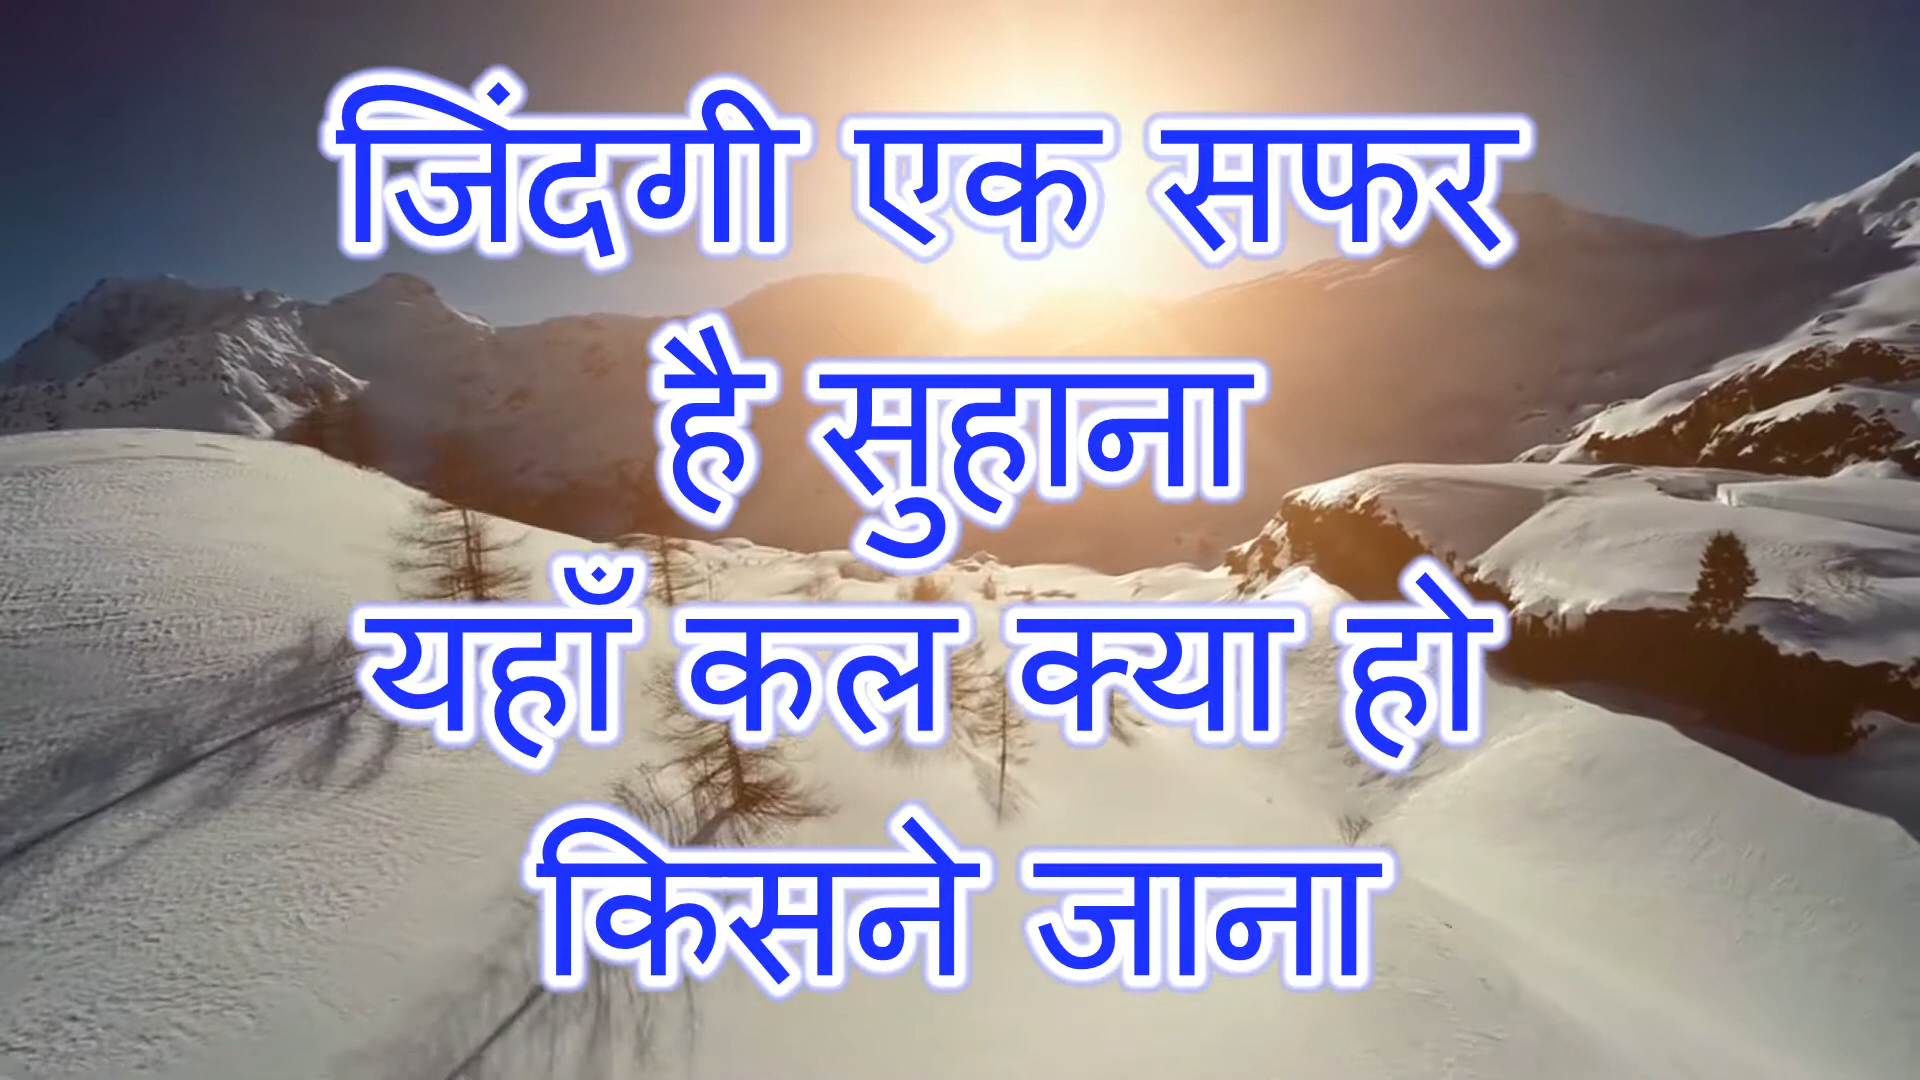 जिंदगी एक सफर
है सुहाना
यहाँ कल क्या हो
किसने जाना